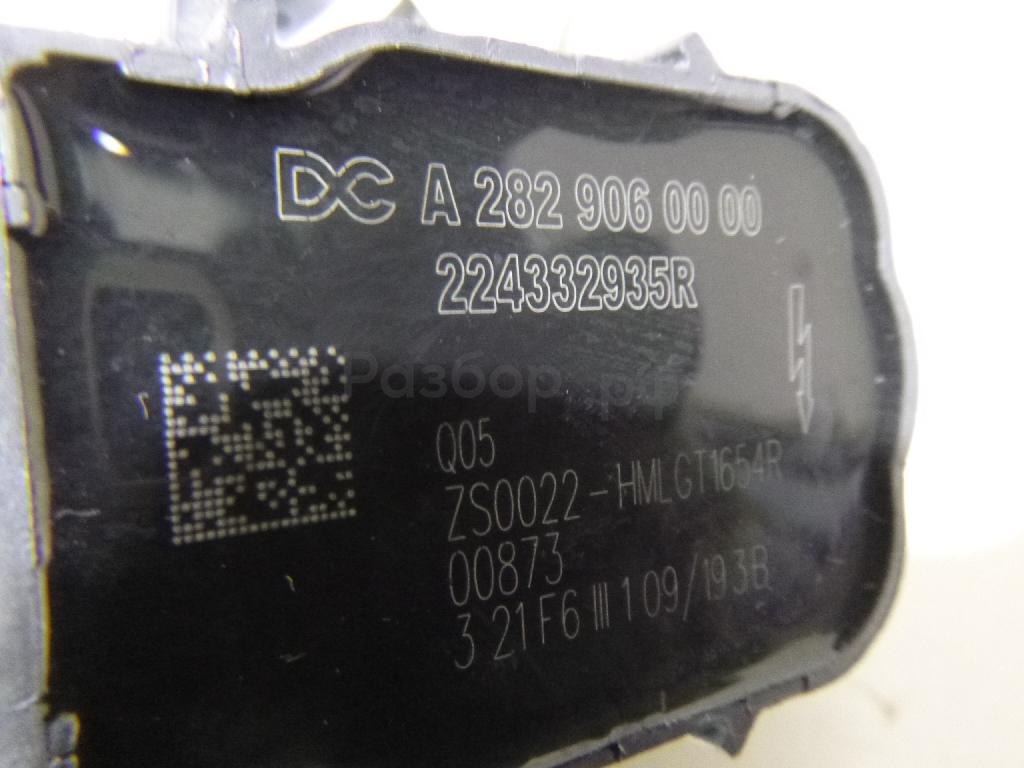 DC A 282 906 00 00
224332935R
Разбор.рф
Q05
ZS0022-HMLGT1654R
00873
3 21 F6 III 1 09/19 3B